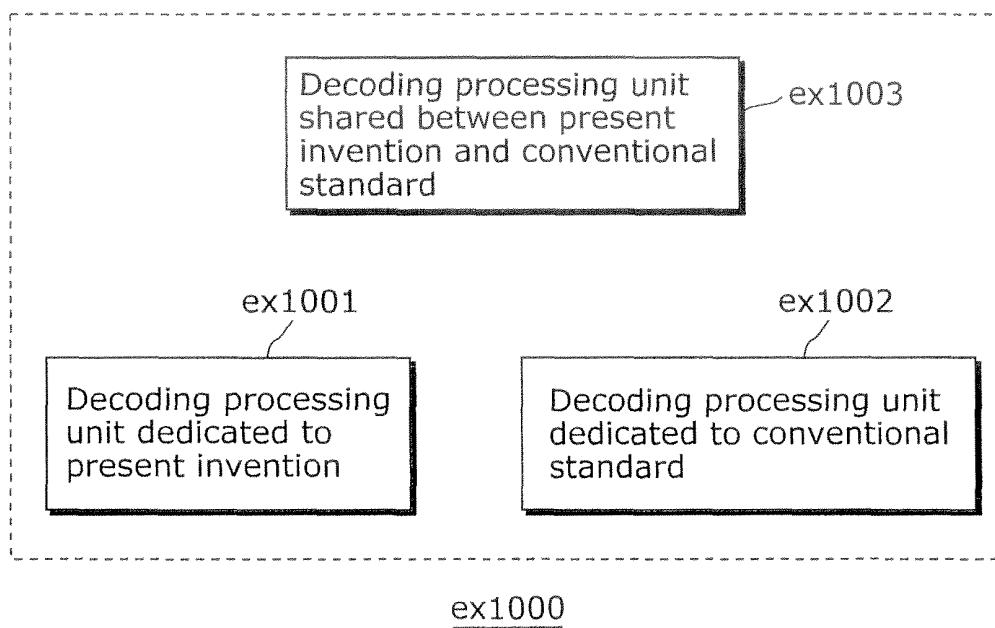 Decoding processing unit
shared between present
invention and conventional
standard
ex1003
ex1001
Decoding processing
unit dedicated to
present invention
ex1002
Decoding processing unit
dedicated to conventional
standard
ex1000